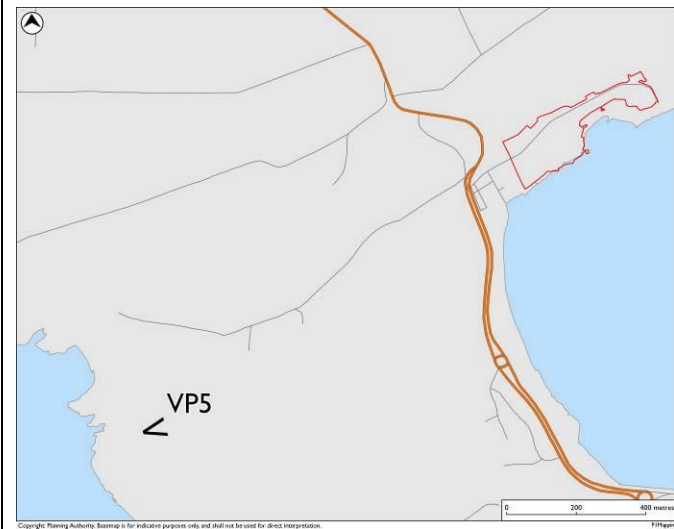 VP5
0 200 400 metres
Copyright: Planning Authority. Basemap is for indicative purposes only, and shall not be used for direct interpretation.